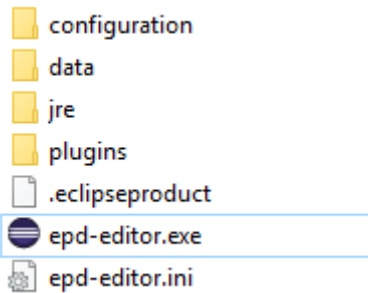 configuration
data
jre
plugins
.eclipseproduct
epd-editor.exe
epd-editor.ini